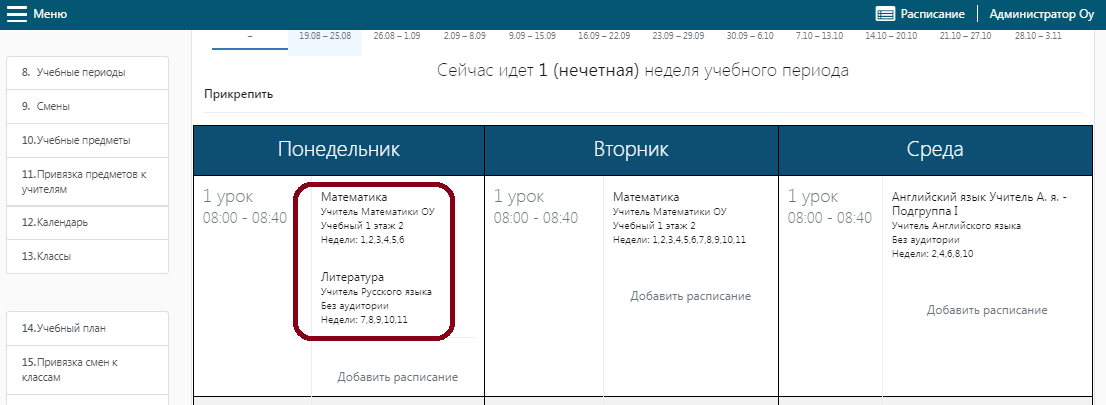 Меню
Расписание
Администратор Оу
–
19.08 – 25.08
26.08 – 1.09
2.09 – 8.09
9.09 – 15.09
16.09 – 22.09
23.09 – 29.09
30.09 – 6.10
7.10 – 13.10
14.10 – 20.10
21.10 – 27.10
28.10 – 3.11
Сейчас идет 1 (нечетная) неделя учебного периода
Прикрепить
8. Учебные периоды
9. Смены
10.Учебные предметы
11.Привязка предметов к
учителям
12.Календарь
13.Классы
14.Учебный план
15.Привязка смен к
классам
Понедельник
1 урок
08:00 - 08:40
Математика
Учитель Математики ОУ
Учебный 1 этаж 2
Недели: 1,2,3,4,5,6
Литература
Учитель Русского языка
Без аудитории
Недели: 7,8,9,10,11
Добавить расписание
Вторник
1 урок
08:00 - 08:40
Математика
Учитель Математики ОУ
Учебный 1 этаж 2
Недели: 1,2,3,4,5,6,7,8,9,10,11
Добавить расписание
Среда
1 урок
08:00 - 08:40
Английский язык Учитель А. я. -
Подгруппа I
Учитель Английского языка
Без аудитории
Недели: 2,4,6,8,10
Добавить расписание